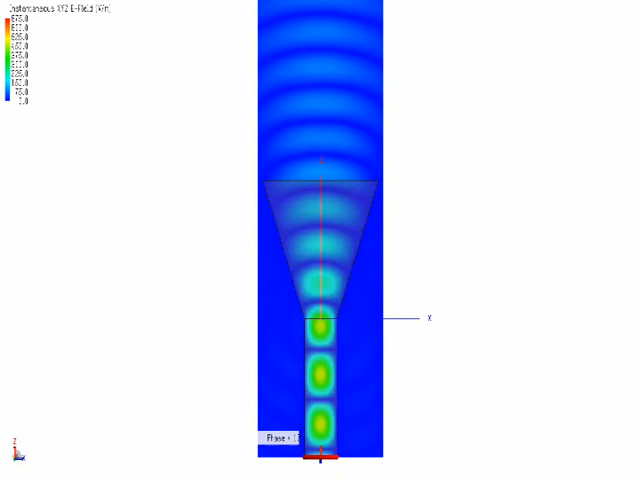 Instantaneous XYZ E-Field [V/m]
675.0
600.0
525.0
450.0
375.0
300.0
225.0
150.0
75.0
0.0
X
Phase =
Z